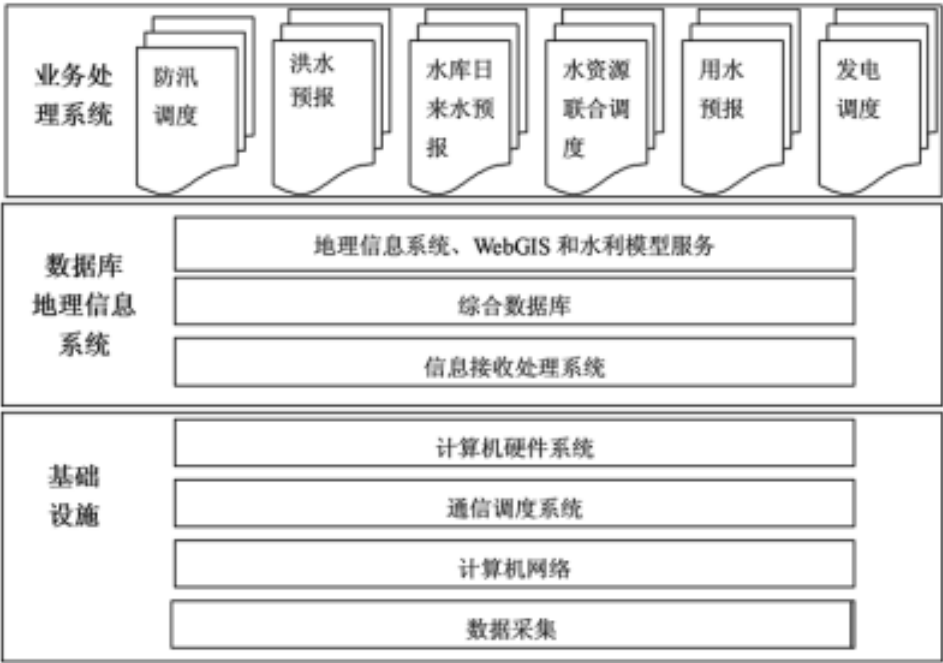 业务处
理系统
防汛
调度
洪水
预报
水库日
来水预
报
水资源
联合调
度
用水
预报
发电
调度
数据库
地理信息
系统
地理信息系统、WebGIS 和水利模型服务
综合数据库
信息接收处理系统
基础
设施
计算机硬件系统
通信调度系统
计算机网络
数据采集